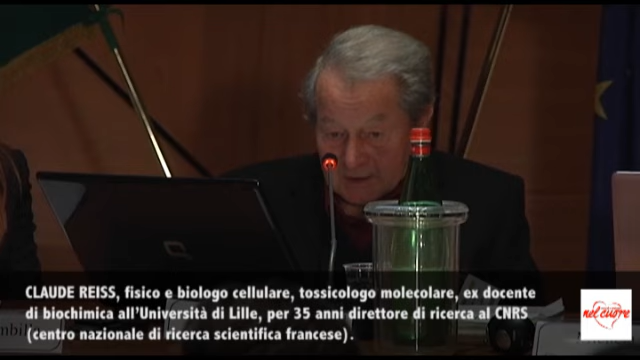 CLAUDE REISS, fisico e biologo cellulare, tossicologo molecolare, ex docente
di biochimica all'Università di Lille, per 35 anni direttore di ricerca al CNRS
(centro nazionale di ricerca scientifica francese).
nel cuore